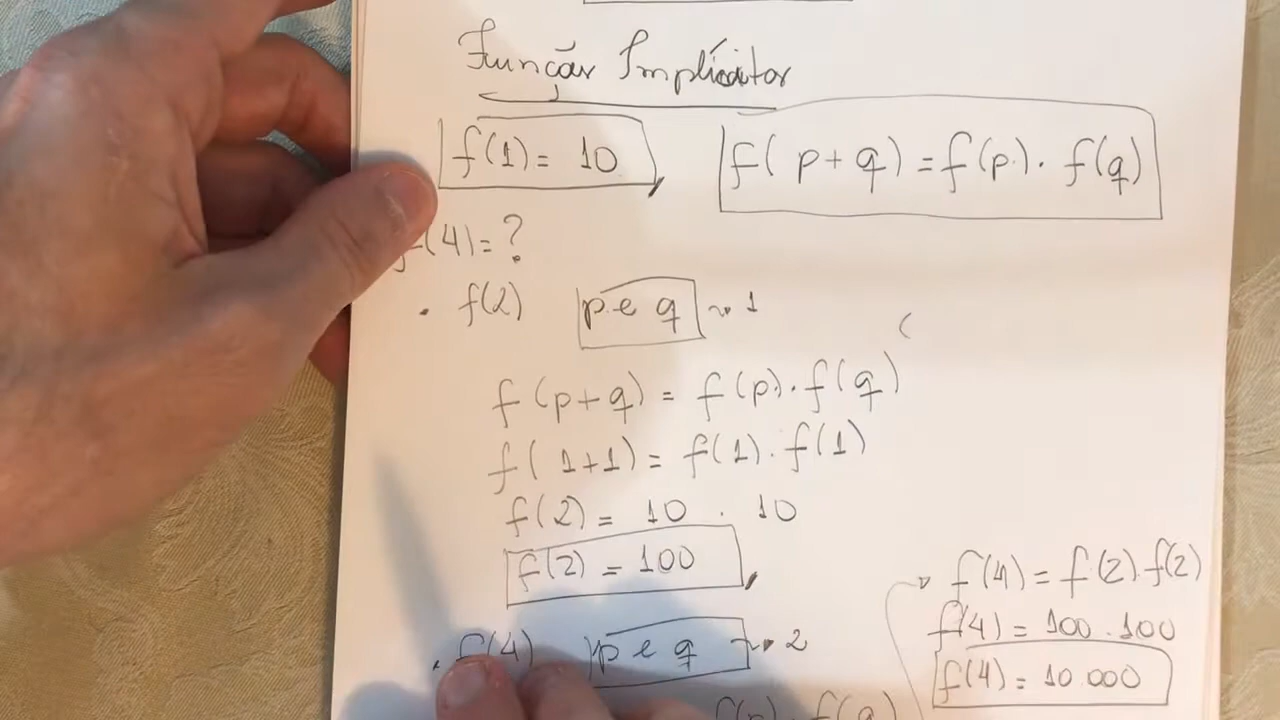 Função Implícita
f(1) = 10, f(p+q) = f(p). f(q)
f(4) = ?
. f(2) p e q ~ 1
f(p+q) = f(p).f(q)
f(1+1) = f(1).f(1)
f(2) = 10 . 10
f(2) = 100
. f(4) p e q ~ 2
f(p). f(q)
f(4) = f(2).f(2)
f(4) = 100.100
f(4) = 10.000